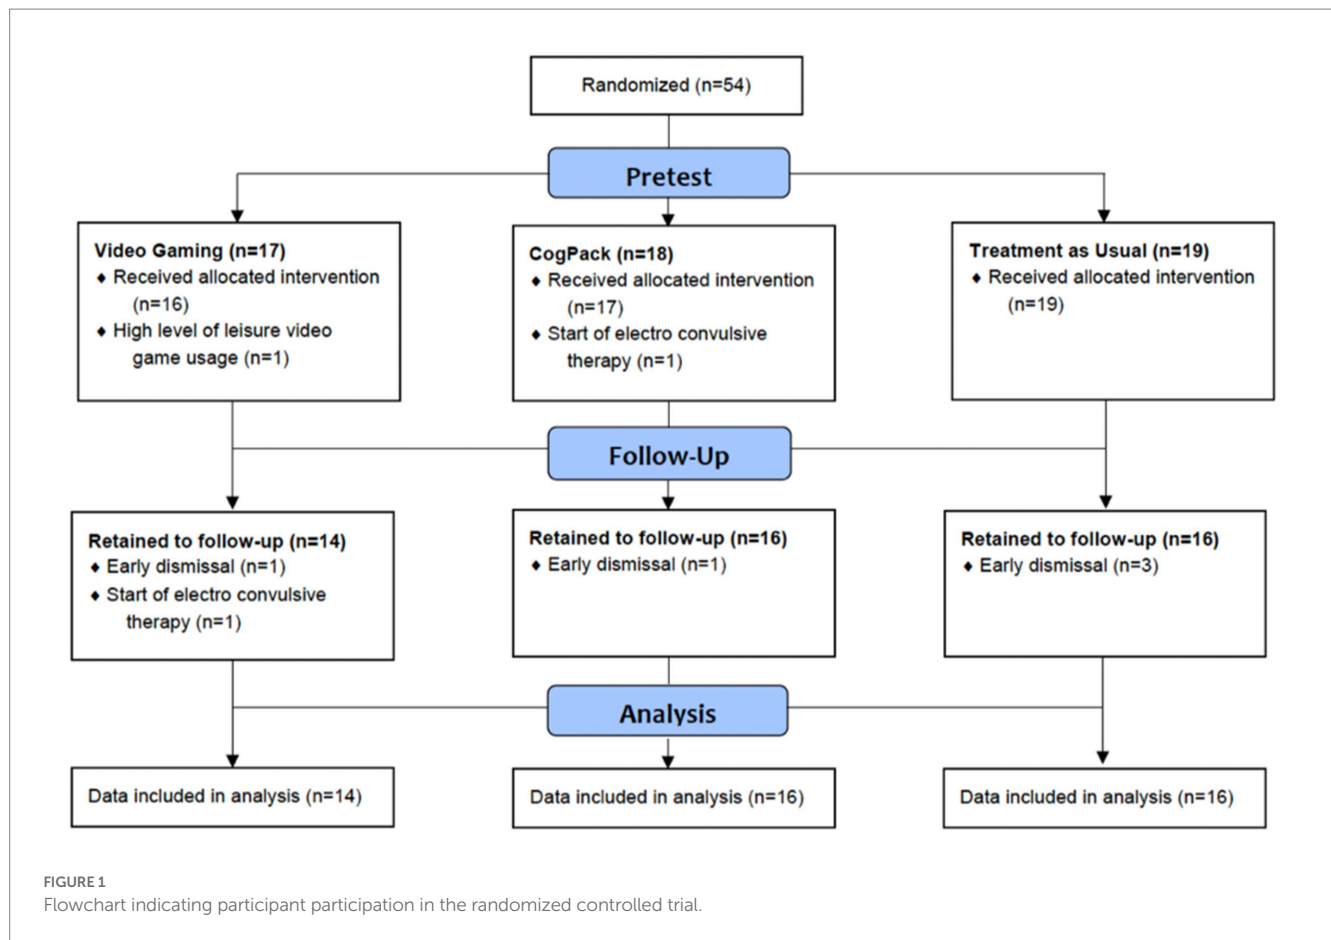 Randomized (n=54)
Pretest
Video Gaming (n=17)
♦ Received allocated intervention
(n=16)
♦ High level of leisure video
game usage (n=1)
CogPack (n=18)
♦ Received allocated intervention
(n=17)
♦ Start of electro convulsive
therapy (n=1)
Treatment as Usual (n=19)
♦ Received allocated intervention
(n=19)
Follow-Up
Retained to follow-up (n=14)
♦ Early dismissal (n=1)
♦ Start of electro convulsive
therapy (n=1)
Retained to follow-up (n=16)
♦ Early dismissal (n=1)
Retained to follow-up (n=16)
♦ Early dismissal (n=3)
Analysis
Data included in analysis (n=14)
Data included in analysis (n=16)
Data included in analysis (n=16)
FIGURE 1
Flowchart indicating participant participation in the randomized controlled trial.